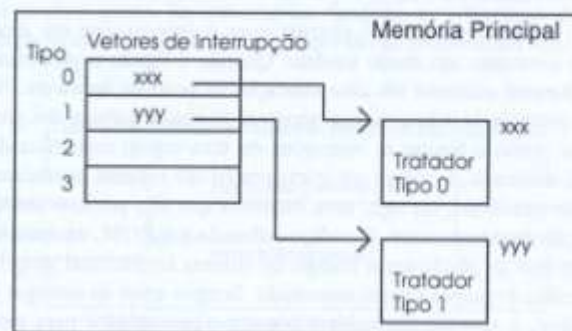 Memória Principal
Tipo Vetores de Interrupção
0 xxx
1 yyy
2
3
xxx
Tratador
Tipo 0
yyy
Tratador
Tipo 1